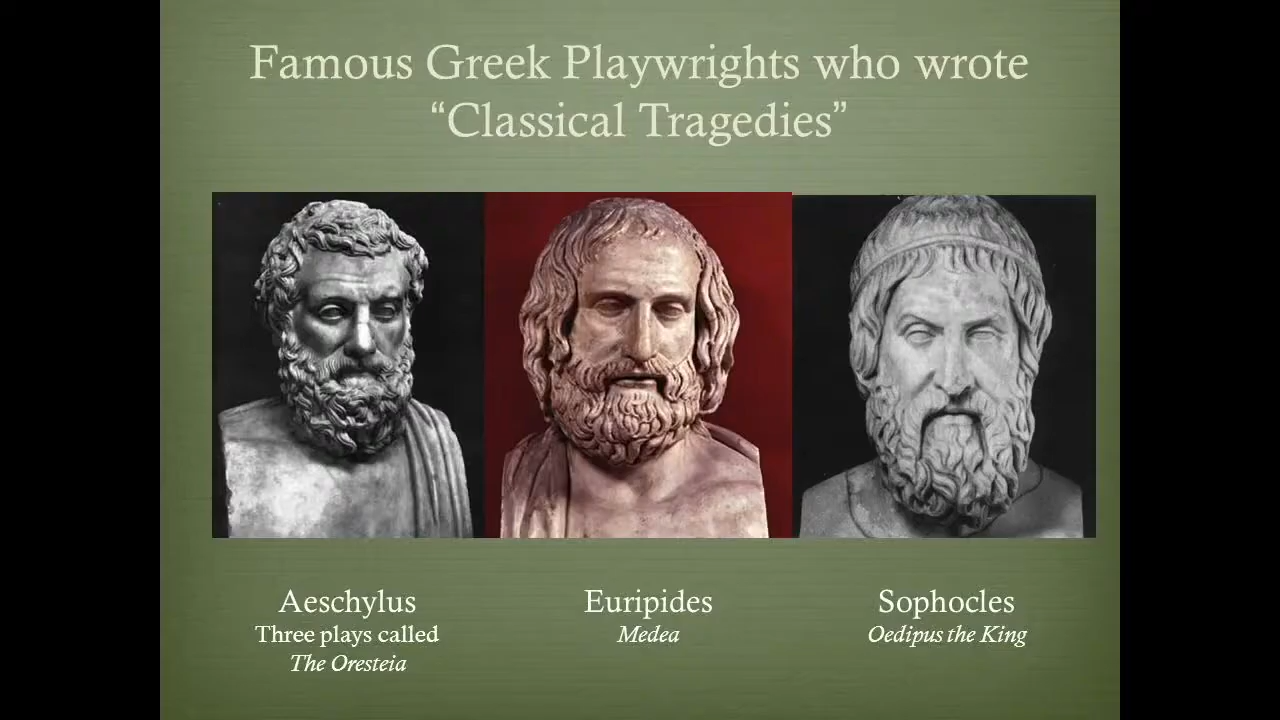 Famous Greek Playwrights who wrote
“Classical Tragedies”
Aeschylus
Three plays called
The Oresteia
Euripides
Medea
Sophocles
Oedipus the King